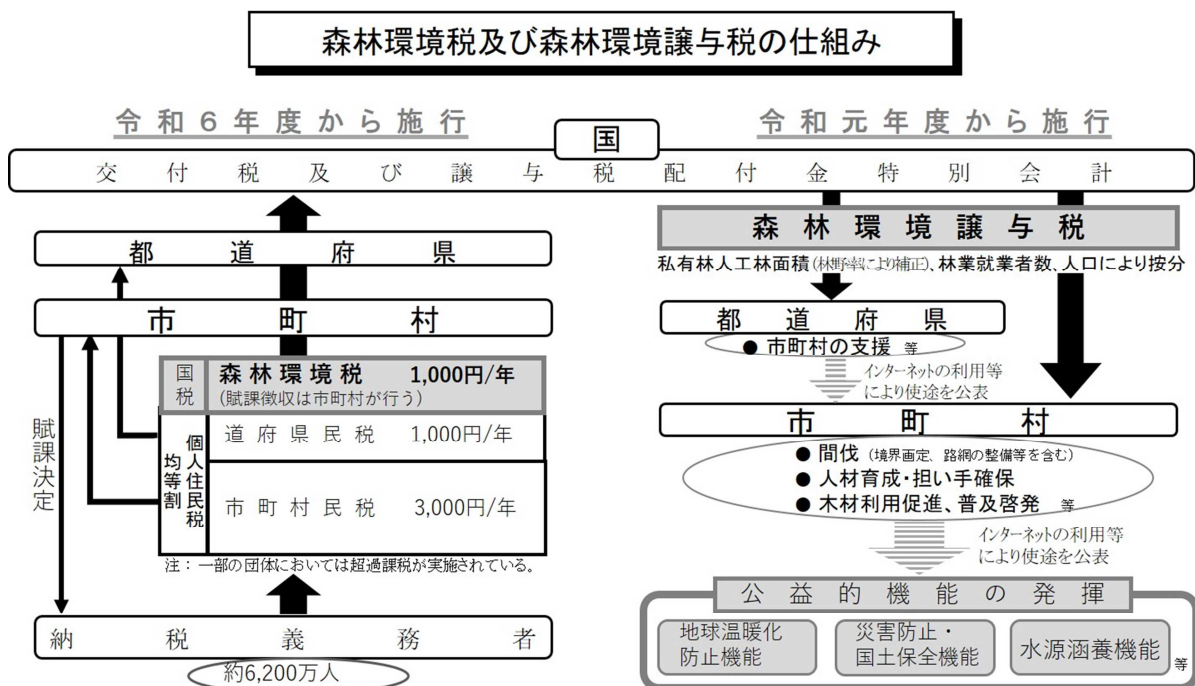 森林環境税及び森林環境譲与税の仕組み
令和６年度から施行
令和元年度から施行
国
交付税及び譲与税配付金特別会計
都道府県
市町村
国税
森林環境税 1,000円/年
(賦課徴収は市町村が行う)
個人住民税
均等割
道府県民税 1,000円/年
市町村民税 3,000円/年
注：一部の団体においては超過課税が実施されている。
賦課決定
納税義務者
約6,200万人
森林環境譲与税
私有林人工林面積(林野率により補正)、林業就業者数、人口により按分
都道府県
● 市町村の支援 等
インターネットの利用等
により使途を公表
市町村
● 間伐（境界画定、路網の整備等を含む）
● 人材育成・担い手確保
● 木材利用促進、普及啓発 等
インターネットの利用等
により使途を公表
公益的機能の発揮
地球温暖化
防止機能
災害防止・
国土保全機能
水源涵養機能
等